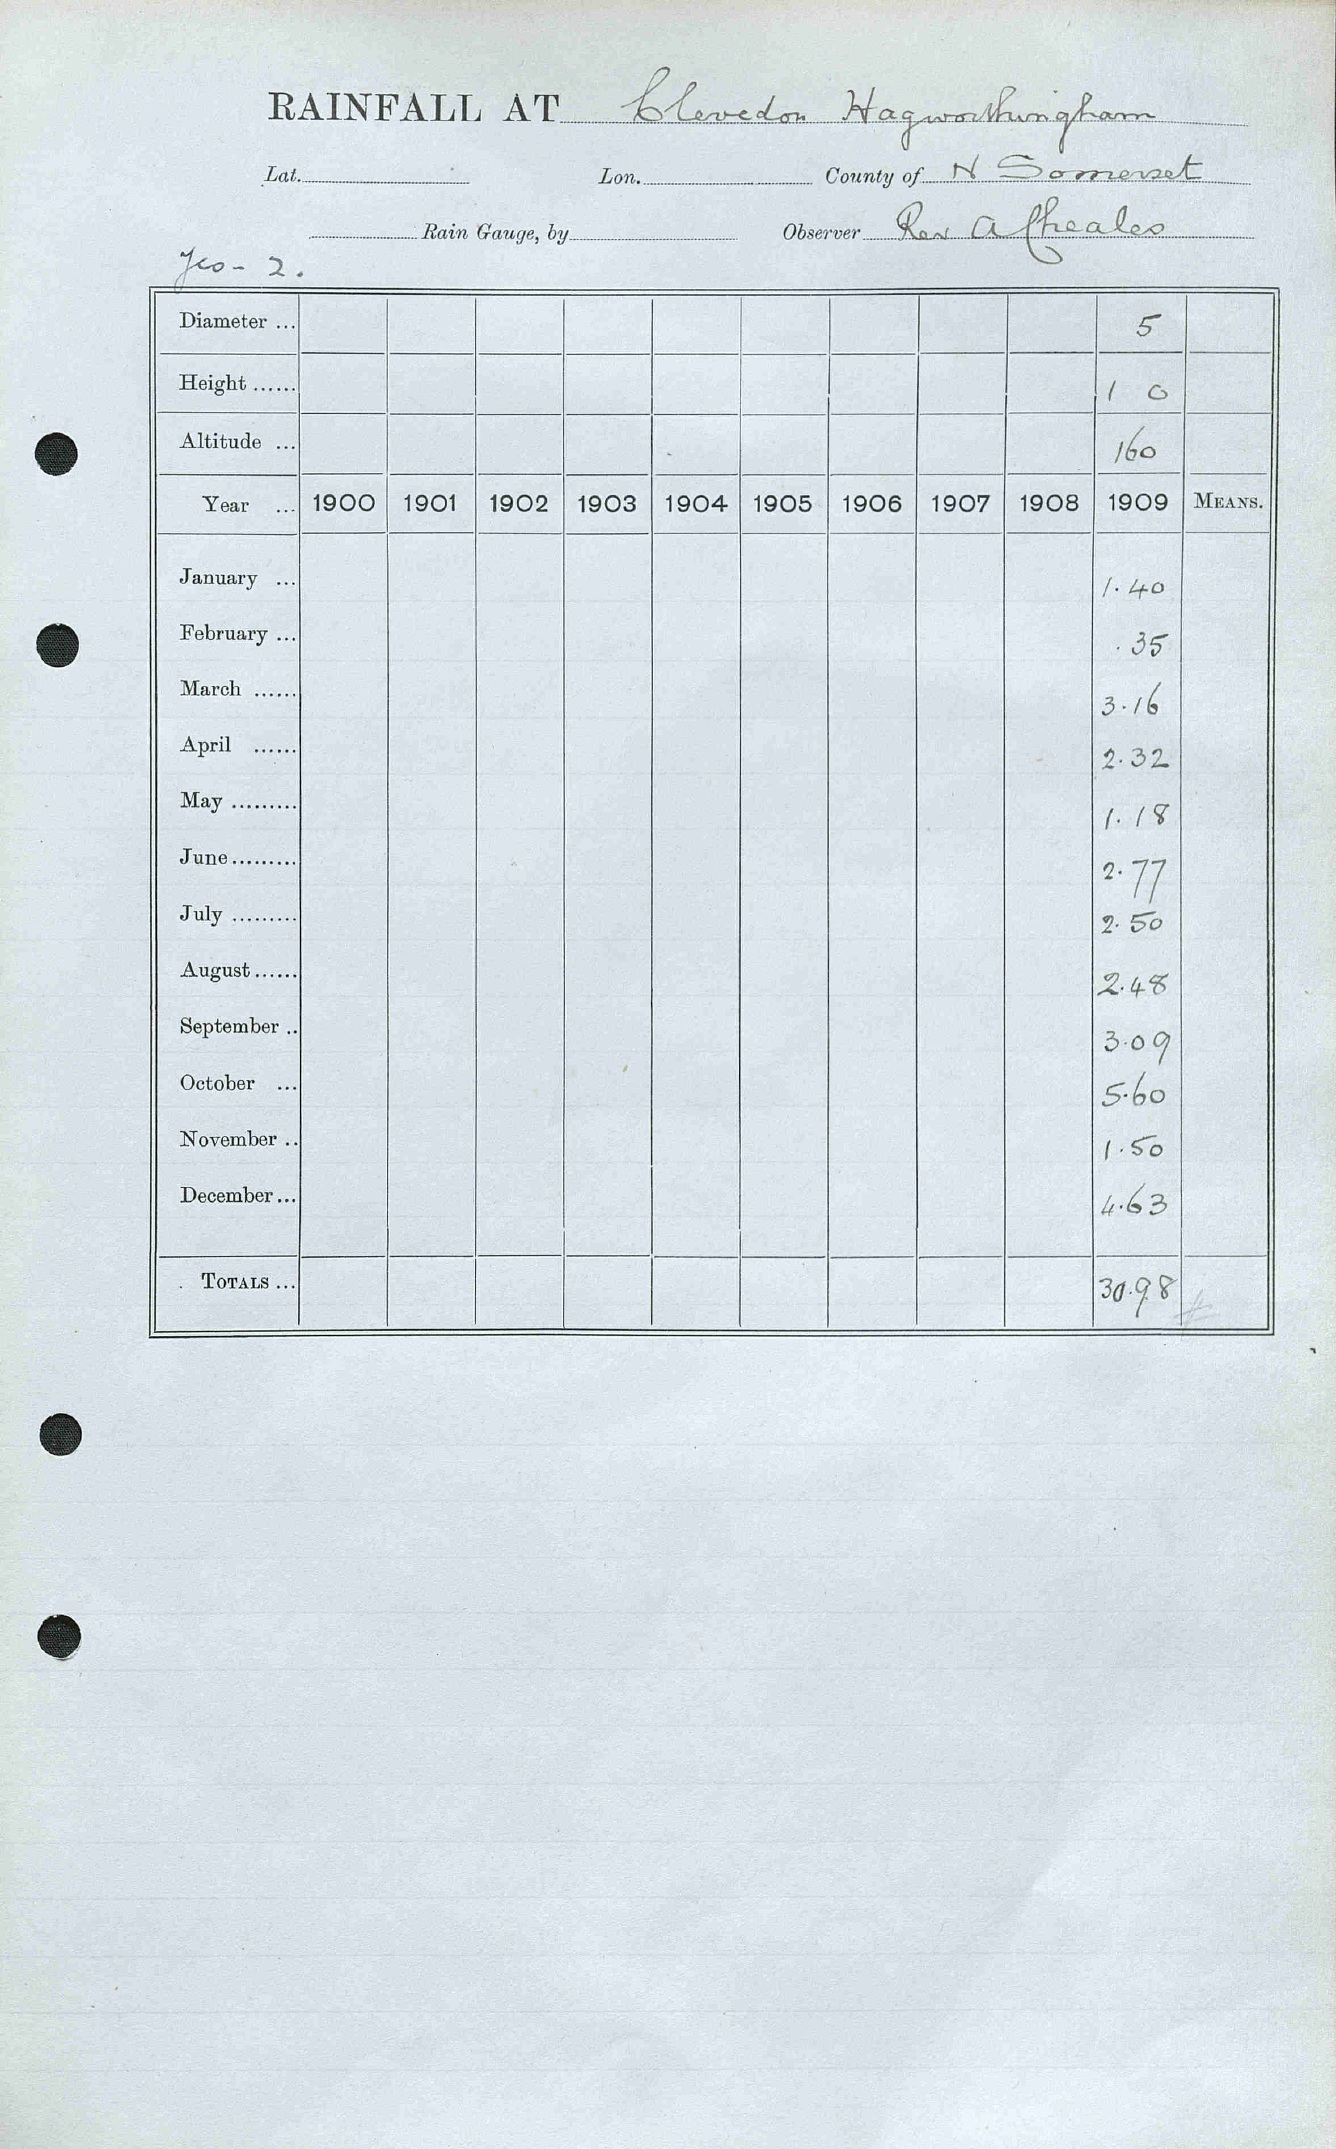 RAINFALL AT Clevedon Hagworthingham
Lat. Lon. County of N Somerset
Rain Gauge, by Observer Rev A Cheales
Yeo - 2.
Diameter ... 5
Height ...... 1 0
Altitude ... 160
Year ... 1900 1901 1902 1903 1904 1905 1906 1907 1908 1909 MEANS.
January ... 1.40
February ... .35
March ...... 3.16
April ...... 2.32
May ......... 1.18
June ......... 2.77
July ......... 2.50
August ...... 2.48
September .. 3.09
October ... 5.60
November .. 1.50
December ... 4.63
TOTALS ... 30.98